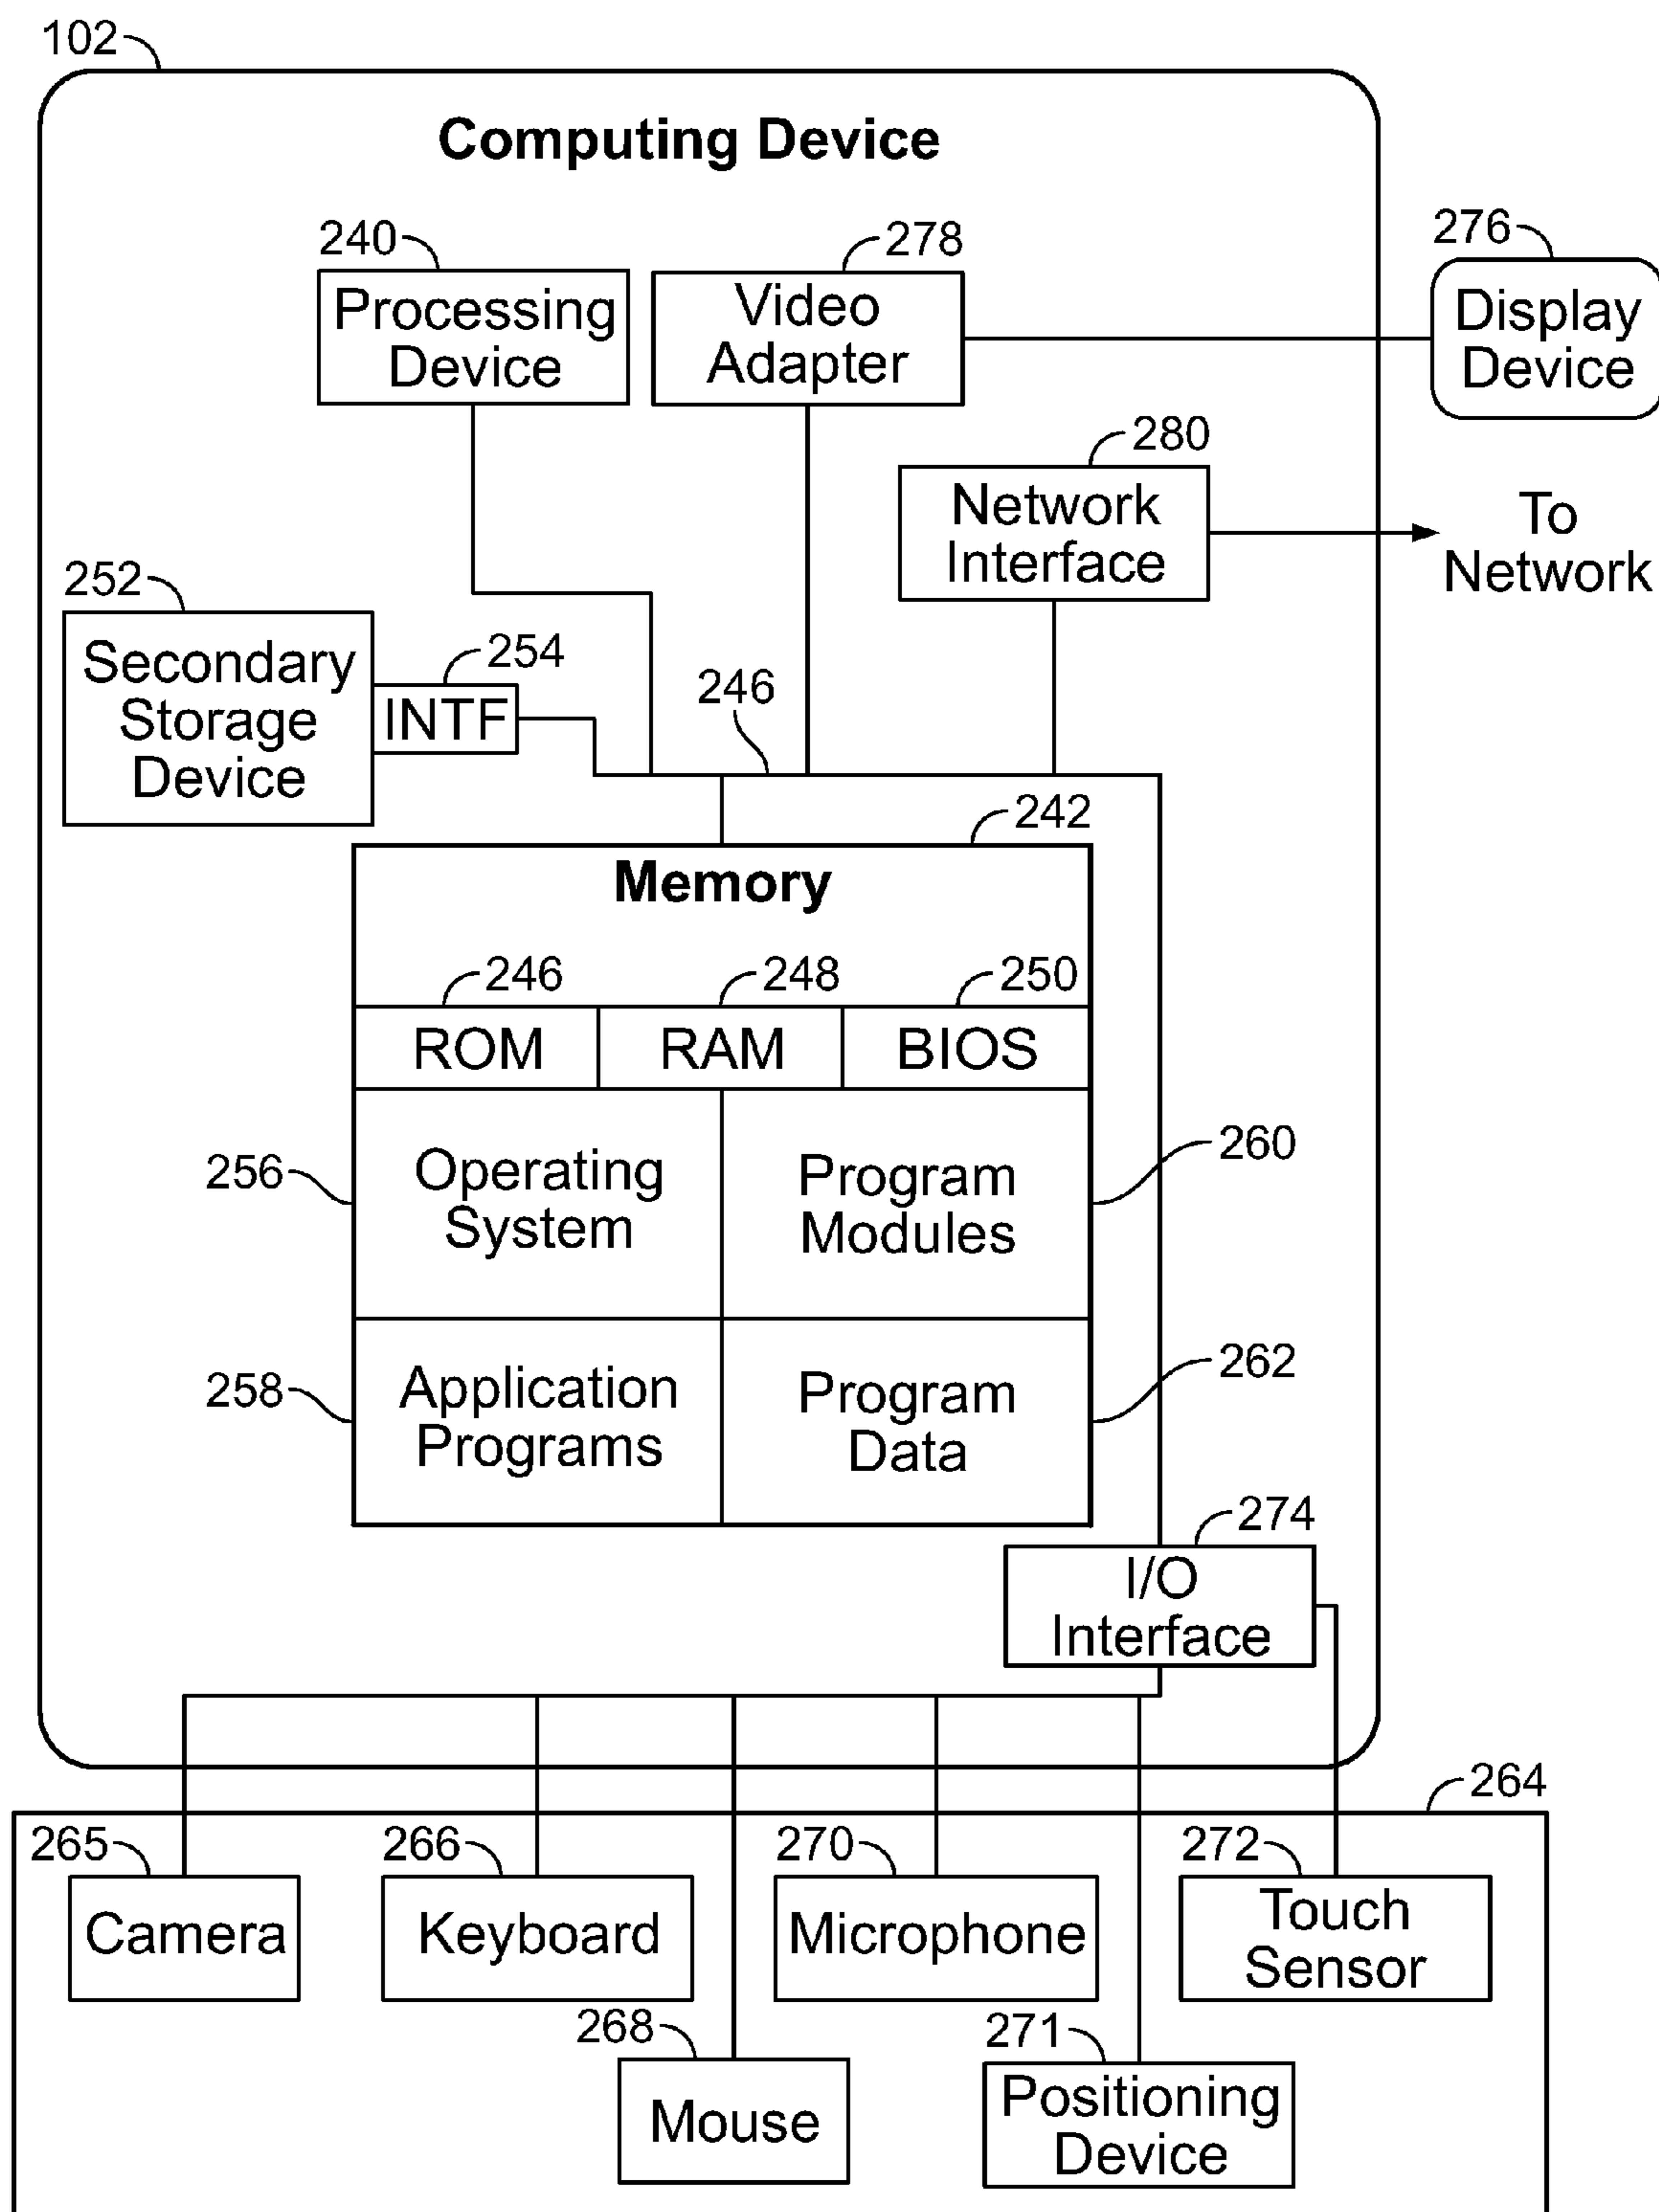 102
Computing Device
240
278
276
Processing
Device
Video
Adapter
Display
Device
280
Network
Interface
To
Network
252
Secondary
Storage
Device
254
INTF
246
242
Memory
246
248
250
ROM
RAM
BIOS
256
Operating
System
Program
Modules
260
258
Application
Programs
Program
Data
262
274
I/O
Interface
264
265
266
270
272
Camera
Keyboard
Microphone
Touch
Sensor
268
271
Mouse
Positioning
Device